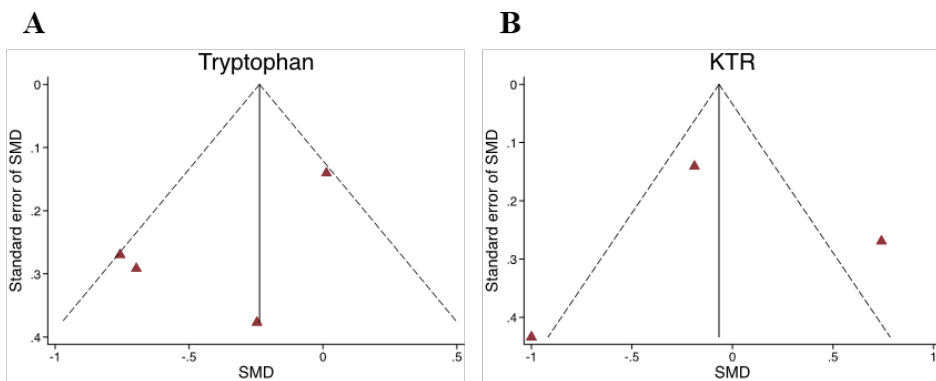 A
Tryptophan
0
.1
.2
.3
.4
Standard error of SMD
-1
-.5
0
.5
SMD
B
KTR
0
.1
.2
.3
.4
Standard error of SMD
-1
-.5
0
.5
1
SMD